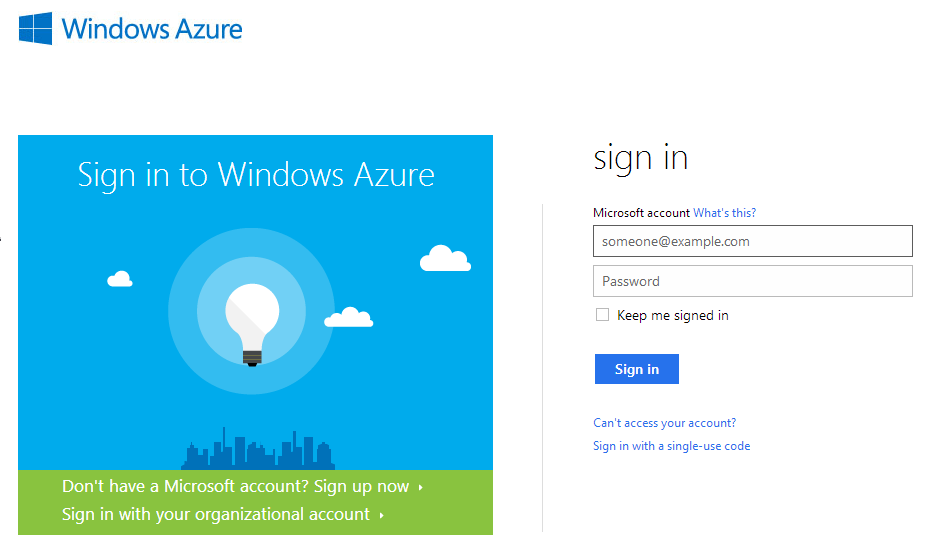 Windows Azure
Sign in to Windows Azure
Don't have a Microsoft account? Sign up now
Sign in with your organizational account
sign in
Microsoft account What's this?
someone@example.com
Password
Keep me signed in
Sign in
Can't access your account?
Sign in with a single-use code